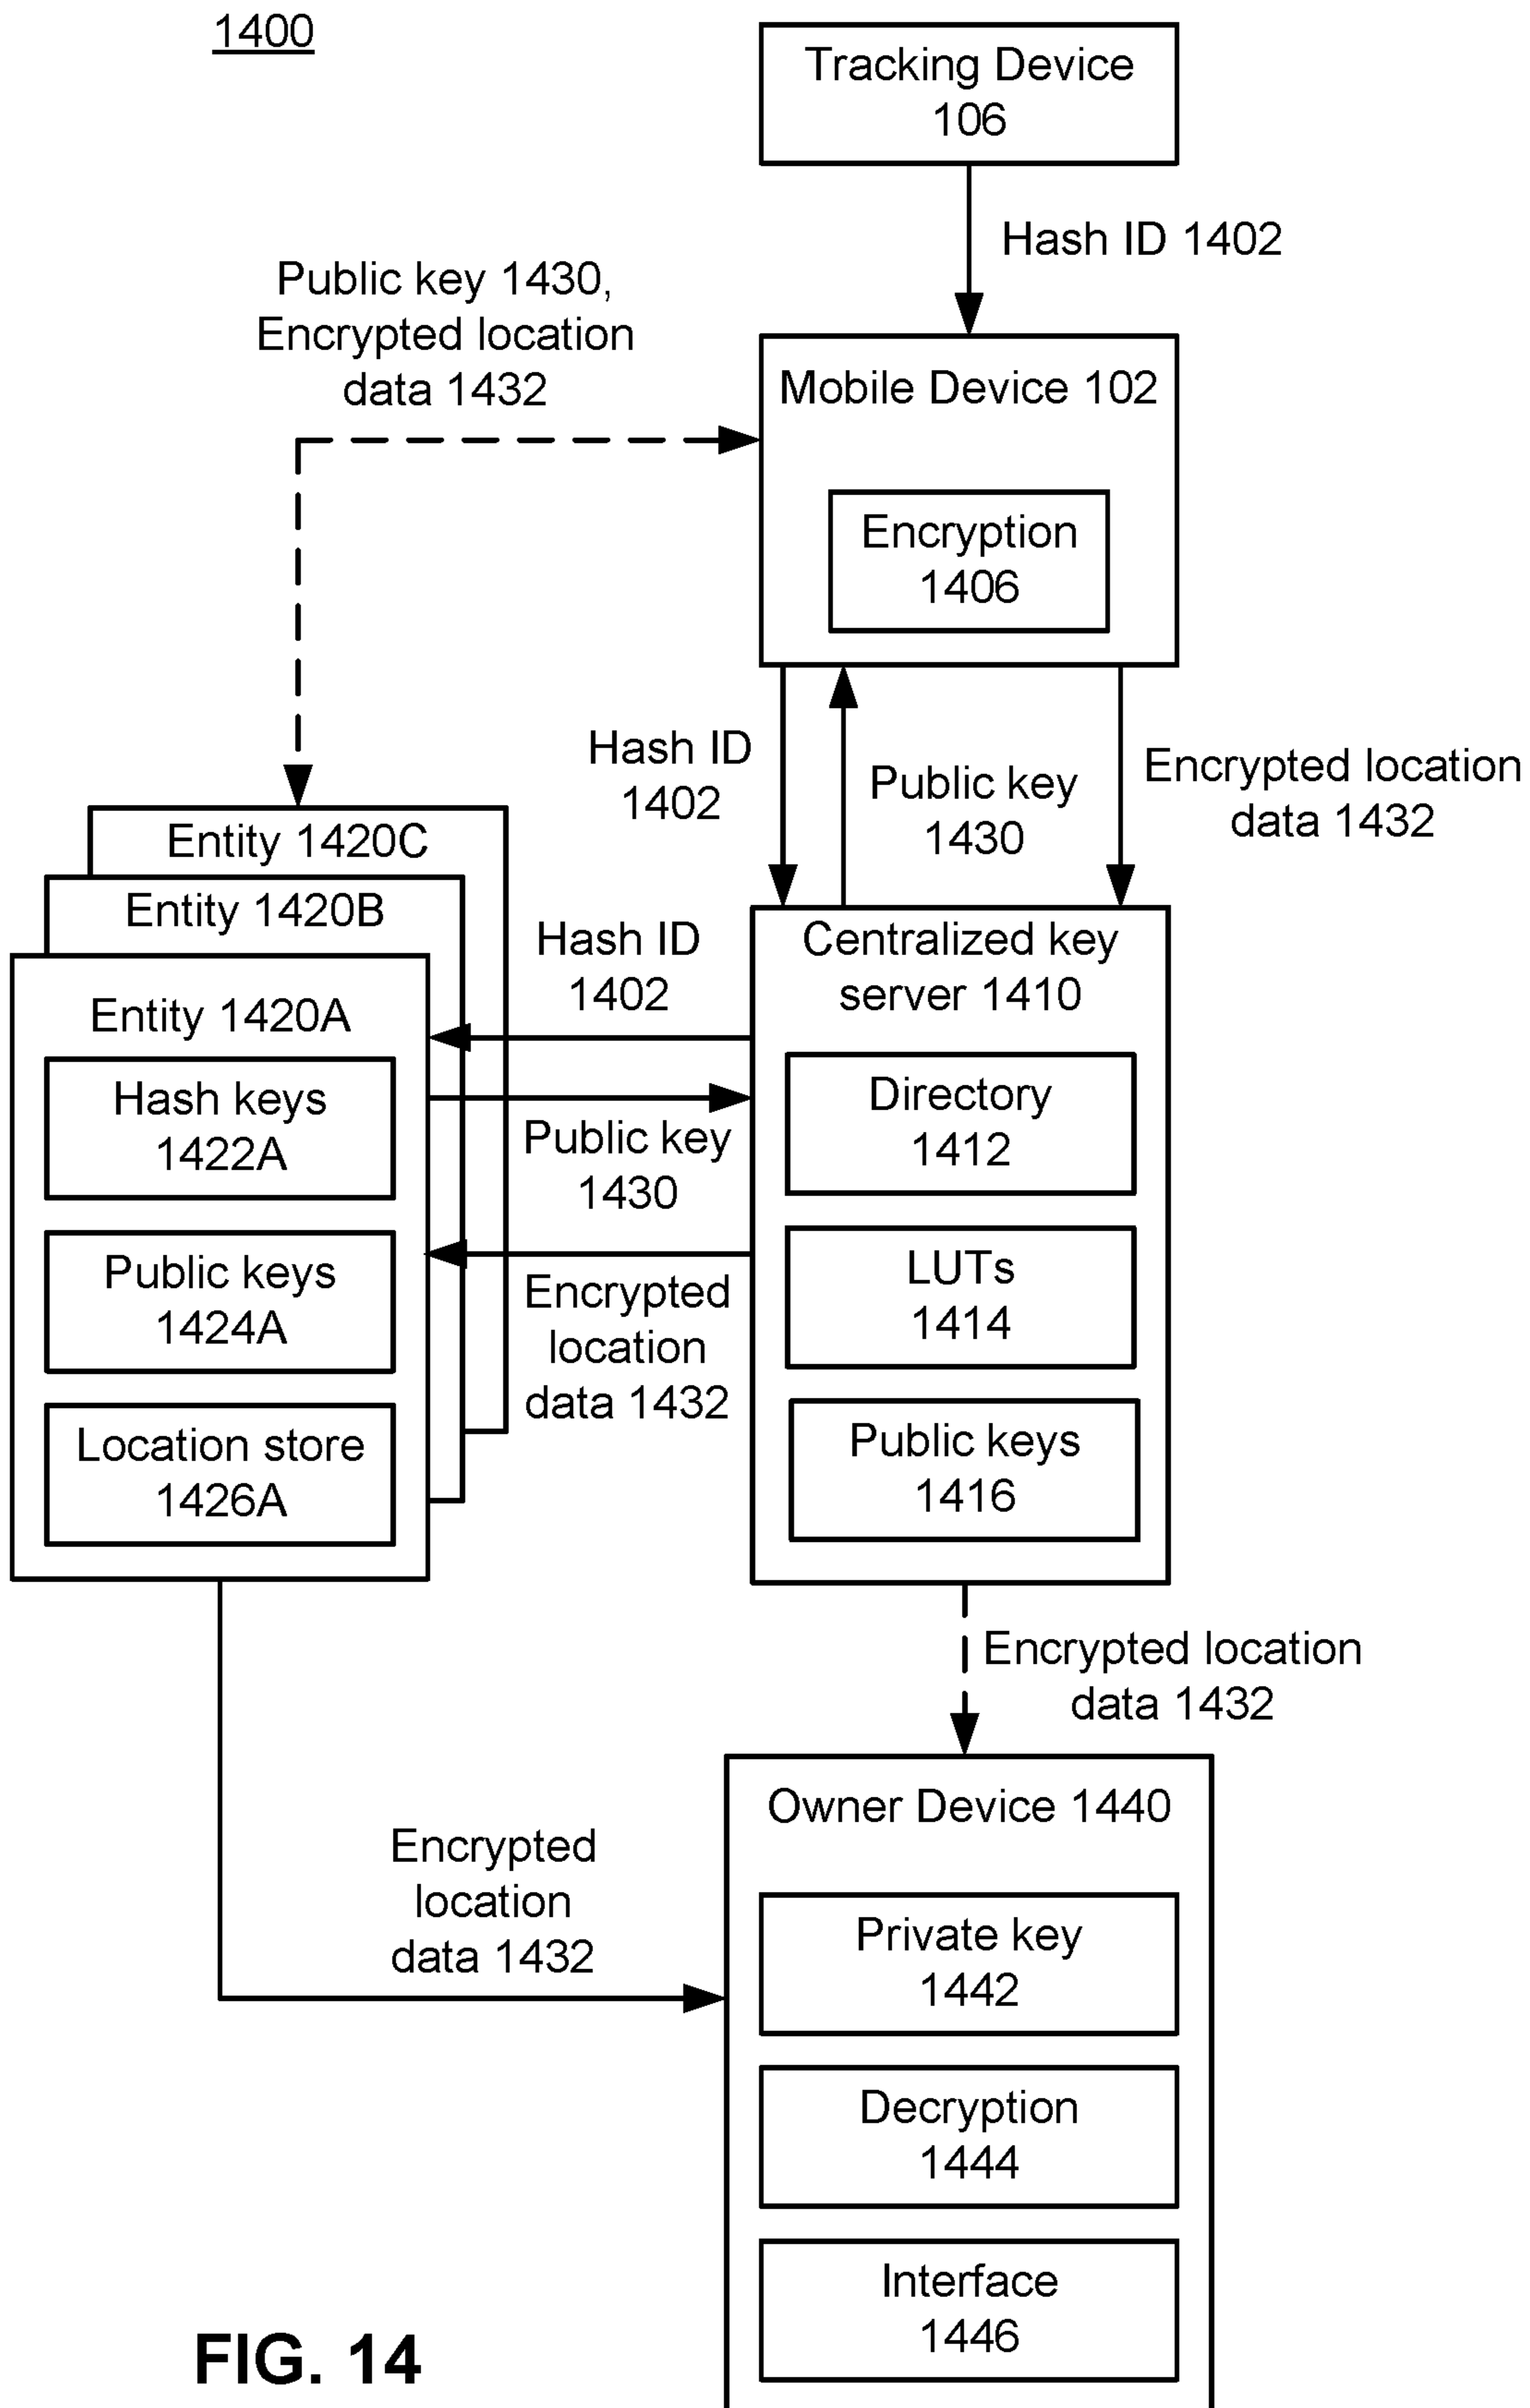 1400
Tracking Device
106
Hash ID 1402
Public key 1430,
Encrypted location
data 1432
Mobile Device 102
Encryption
1406
Hash ID
1402
Public key
1430
Encrypted location
data 1432
Entity 1420C
Entity 1420B
Entity 1420A
Hash keys
1422A
Public keys
1424A
Location store
1426A
Hash ID
1402
Public key
1430
Encrypted
location
data 1432
Centralized key
server 1410
Directory
1412
LUTs
1414
Public keys
1416
Encrypted location
data 1432
Encrypted
location
data 1432
Owner Device 1440
Private key
1442
Decryption
1444
Interface
1446
FIG. 14